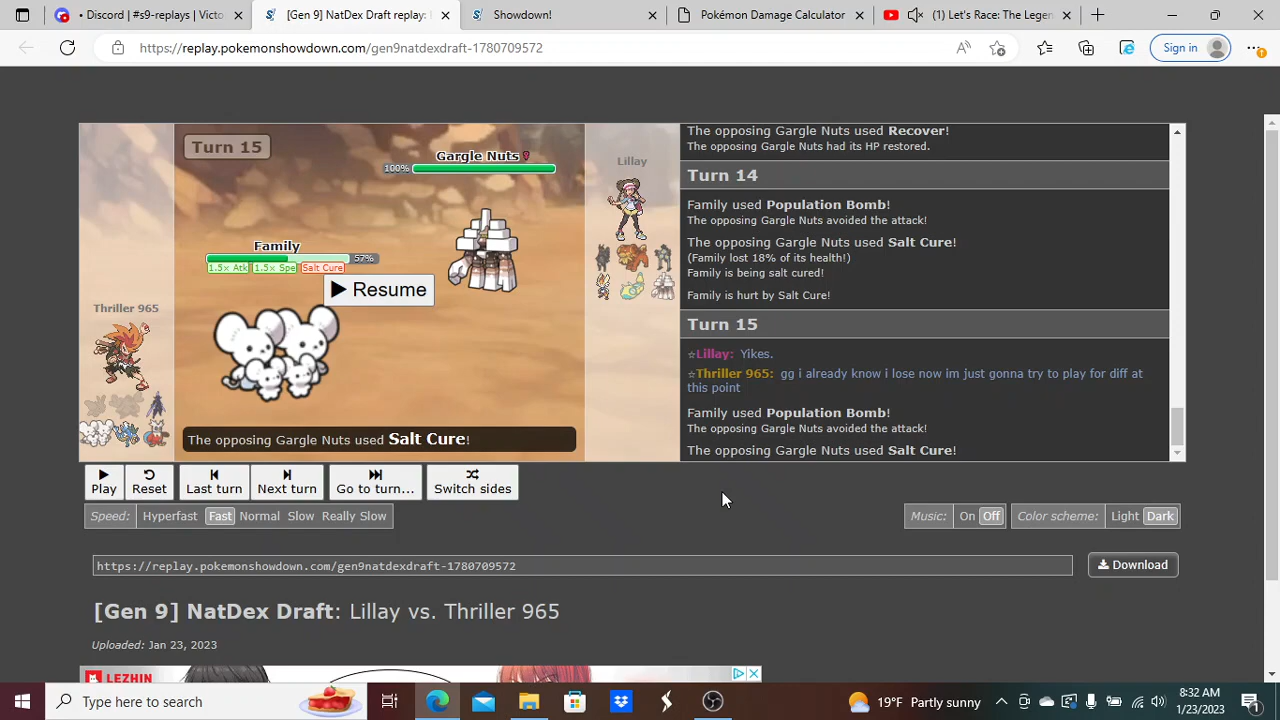 • Discord | #s9-replays | Victo
[Gen 9] NatDex Draft replay:
Showdown!
Pokémon Damage Calculator
(1) Let's Race: The Legen
https://replay.pokemonshowdown.com/gen9natdexdraft-1780709572
Sign in
Turn 15
Gargle Nuts
100%
Family
57%
1.5× Atk 1.5× Spe Salt Cure
Resume
Thriller 965
Lillay
The opposing Gargle Nuts used Salt Cure!
The opposing Gargle Nuts used Recover!
The opposing Gargle Nuts had its HP restored.
Turn 14
Family used Population Bomb!
The opposing Gargle Nuts avoided the attack!
The opposing Gargle Nuts used Salt Cure!
(Family lost 18% of its health!)
Family is being salt cured!
Family is hurt by Salt Cure!
Turn 15
☆Lillay: Yikes.
☆Thriller 965: gg i already know i lose now im just gonna try to play for diff at
this point
Family used Population Bomb!
The opposing Gargle Nuts avoided the attack!
The opposing Gargle Nuts used Salt Cure!
Play Reset Last turn Next turn Go to turn... Switch sides
Speed: Hyperfast Fast Normal Slow Really Slow
Music: On Off Color scheme: Light Dark
https://replay.pokemonshowdown.com/gen9natdexdraft-1780709572
Download
[Gen 9] NatDex Draft: Lillay vs. Thriller 965
Uploaded: Jan 23, 2023
LEZHIN
Type here to search
19°F Partly sunny
8:32 AM
1/23/2023
1